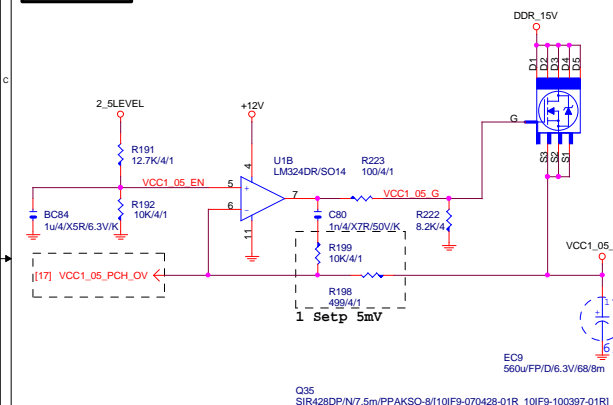 DDR_15V
D1
D2
D3
D4
D5
C
2_5LEVEL
+12V
G
R191
12.7K/4/1
4
U1B
LM324DR/SO14
R223
100/4/1
S3
S2
S1
VCC1_05_EN
5
+
7
VCC1_05_G
6
-
BC84
1u/4/X5R/6.3V/K
R192
10K/4/1
11
C80
1n/4/X7R/50V/K
R222
8.2K/4
R199
10K/4/1
VCC1_05_
[17] VCC1_05_PCH_OV
R198
499/4/1
1 Setp 5mV
1
+
6
EC9
560u/FP/D/6.3V/68/8m
Q35
SIR428DP/N/7.5m/PPAKSO-8/[10IF9-070428-01R_10IF9-100397-01R]